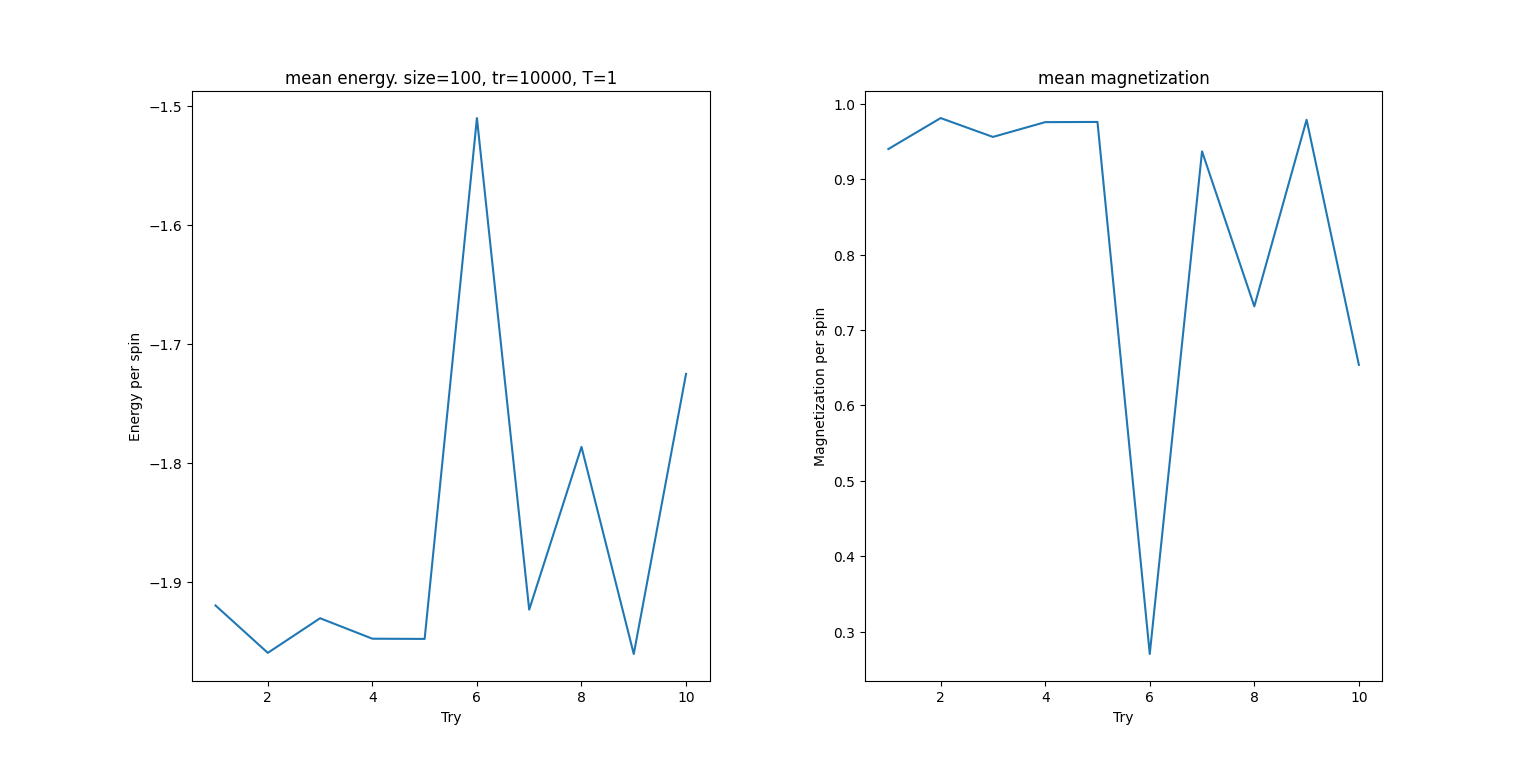 mean energy. size=100, tr=10000, T=1
−1.5
−1.6
−1.7
−1.8
−1.9
Energy per spin
2 4 6 8 10
Try
mean magnetization
1.0
0.9
0.8
0.7
0.6
0.5
0.4
0.3
Magnetization per spin
2 4 6 8 10
Try